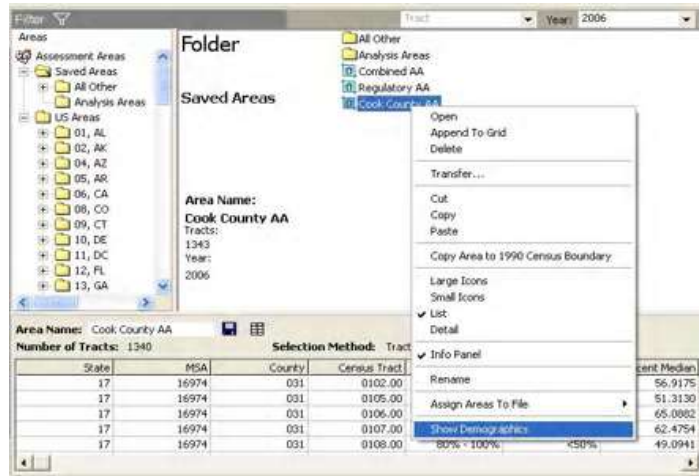 Filter
Tract
Year: 2006
Areas
Assessment Areas
Saved Areas
All Other
Analysis Areas
US Areas
01, AL
02, AK
04, AZ
05, AR
06, CA
08, CO
09, CT
10, DE
11, DC
12, FL
13, GA
Folder
Saved Areas
Area Name:
Cook County AA
Tracts:
1343
Year:
2006
All Other
Analysis Areas
Combined AA
Regulatory AA
Cook County AA
Open
Append To Grid
Delete
Transfer...
Cut
Copy
Paste
Copy Area to 1990 Census Boundary
Large Icons
Small Icons
List
Detail
Info Panel
Rename
Assign Areas To File
Show Demographics
Area Name: Cook County AA
Number of Tracts: 1340 Selection Method: Tract
State MSA County Census Tract cent Median
17 16974 031 0102.00 56.9175
17 16974 031 0105.00 51.3130
17 16974 031 0106.00 65.0882
17 16974 031 0107.00 62.4754
17 16974 031 0108.00 80% - 100% <50% 49.0941